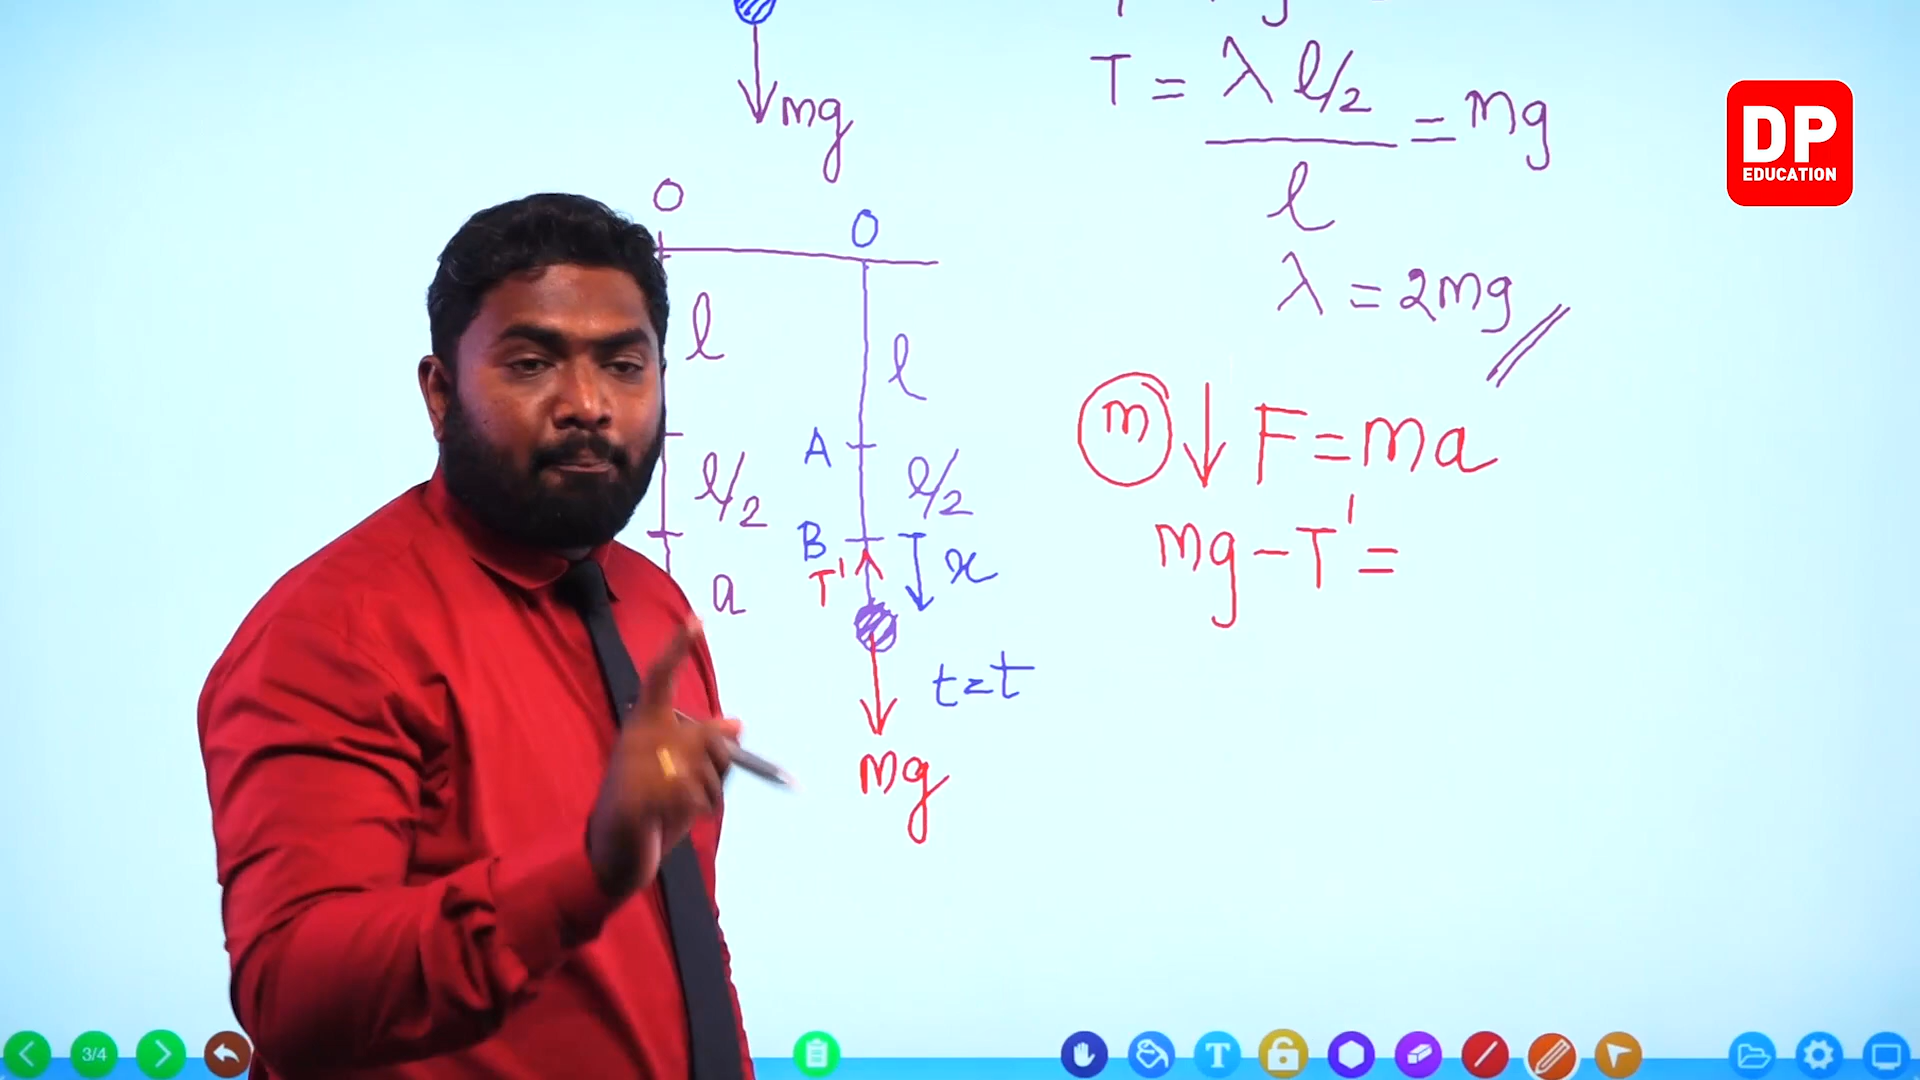 mg
T = λ l/2 / l = mg
λ = 2mg
DP
EDUCATION
O
O
l
l
A
l/2
l/2
B
x
T'
a
t=t
mg
m ↓ F=ma
mg-T'=
3/4
T